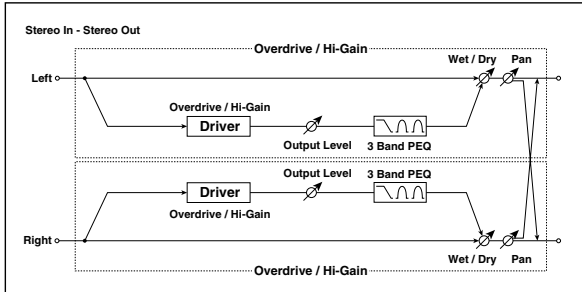 Stereo In - Stereo Out
Overdrive / Hi-Gain
Wet / Dry Pan
Left
Overdrive / Hi-Gain
Driver
Output Level 3 Band PEQ
Output Level 3 Band PEQ
Driver
Overdrive / Hi-Gain
Right
Wet / Dry Pan
Overdrive / Hi-Gain